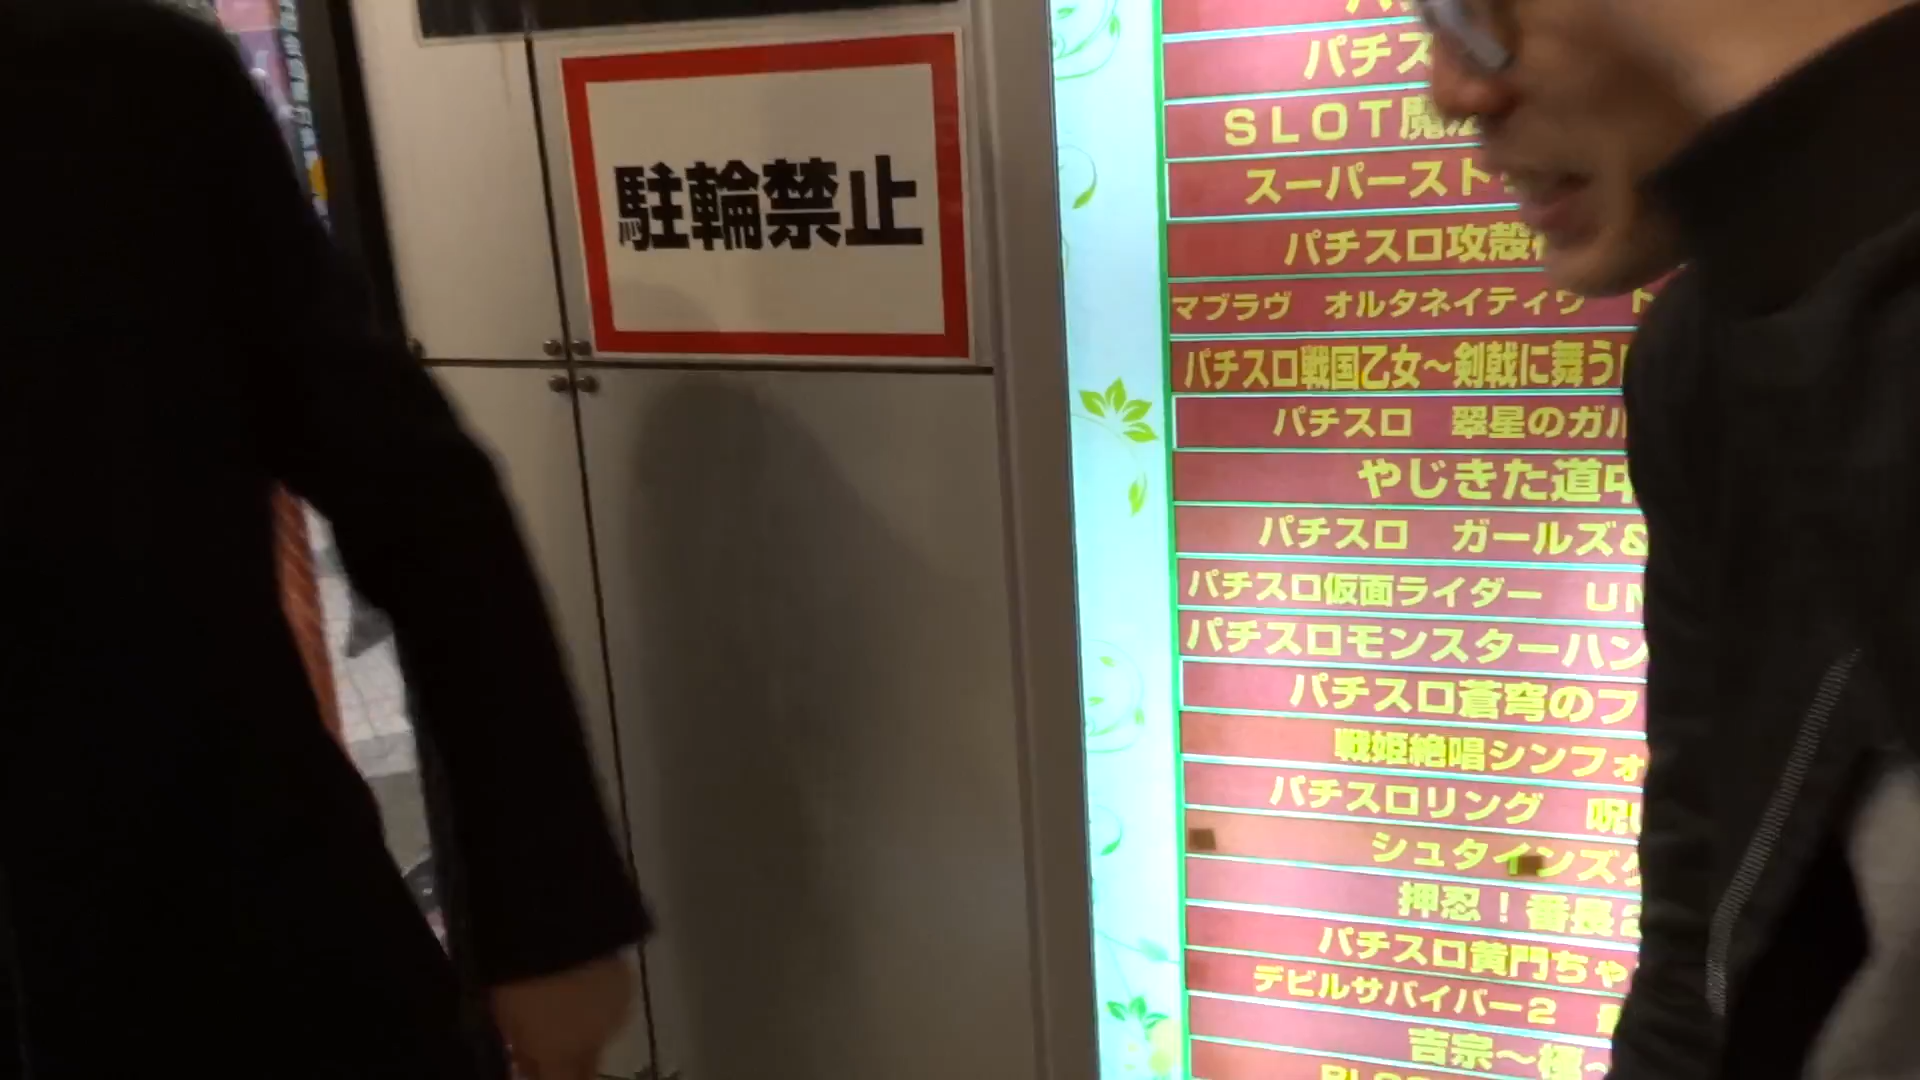 駐輪禁止
パチス
SLOT魔法
スーパースト
パチスロ攻殻
マブラヴ オルタネイティヴ ト
パチスロ戦国乙女～剣戟に舞う
パチスロ 翠星のガル
やじきた道中
パチスロ ガールズ&
パチスロ仮面ライダー UN
パチスロモンスターハン
パチスロ蒼穹のフ
戦姫絶唱シンフォ
パチスロリング 呪い
シュタインズゲ
押忍！番長2
パチスロ黄門ちゃ
デビルサバイバー2
吉宗～極～